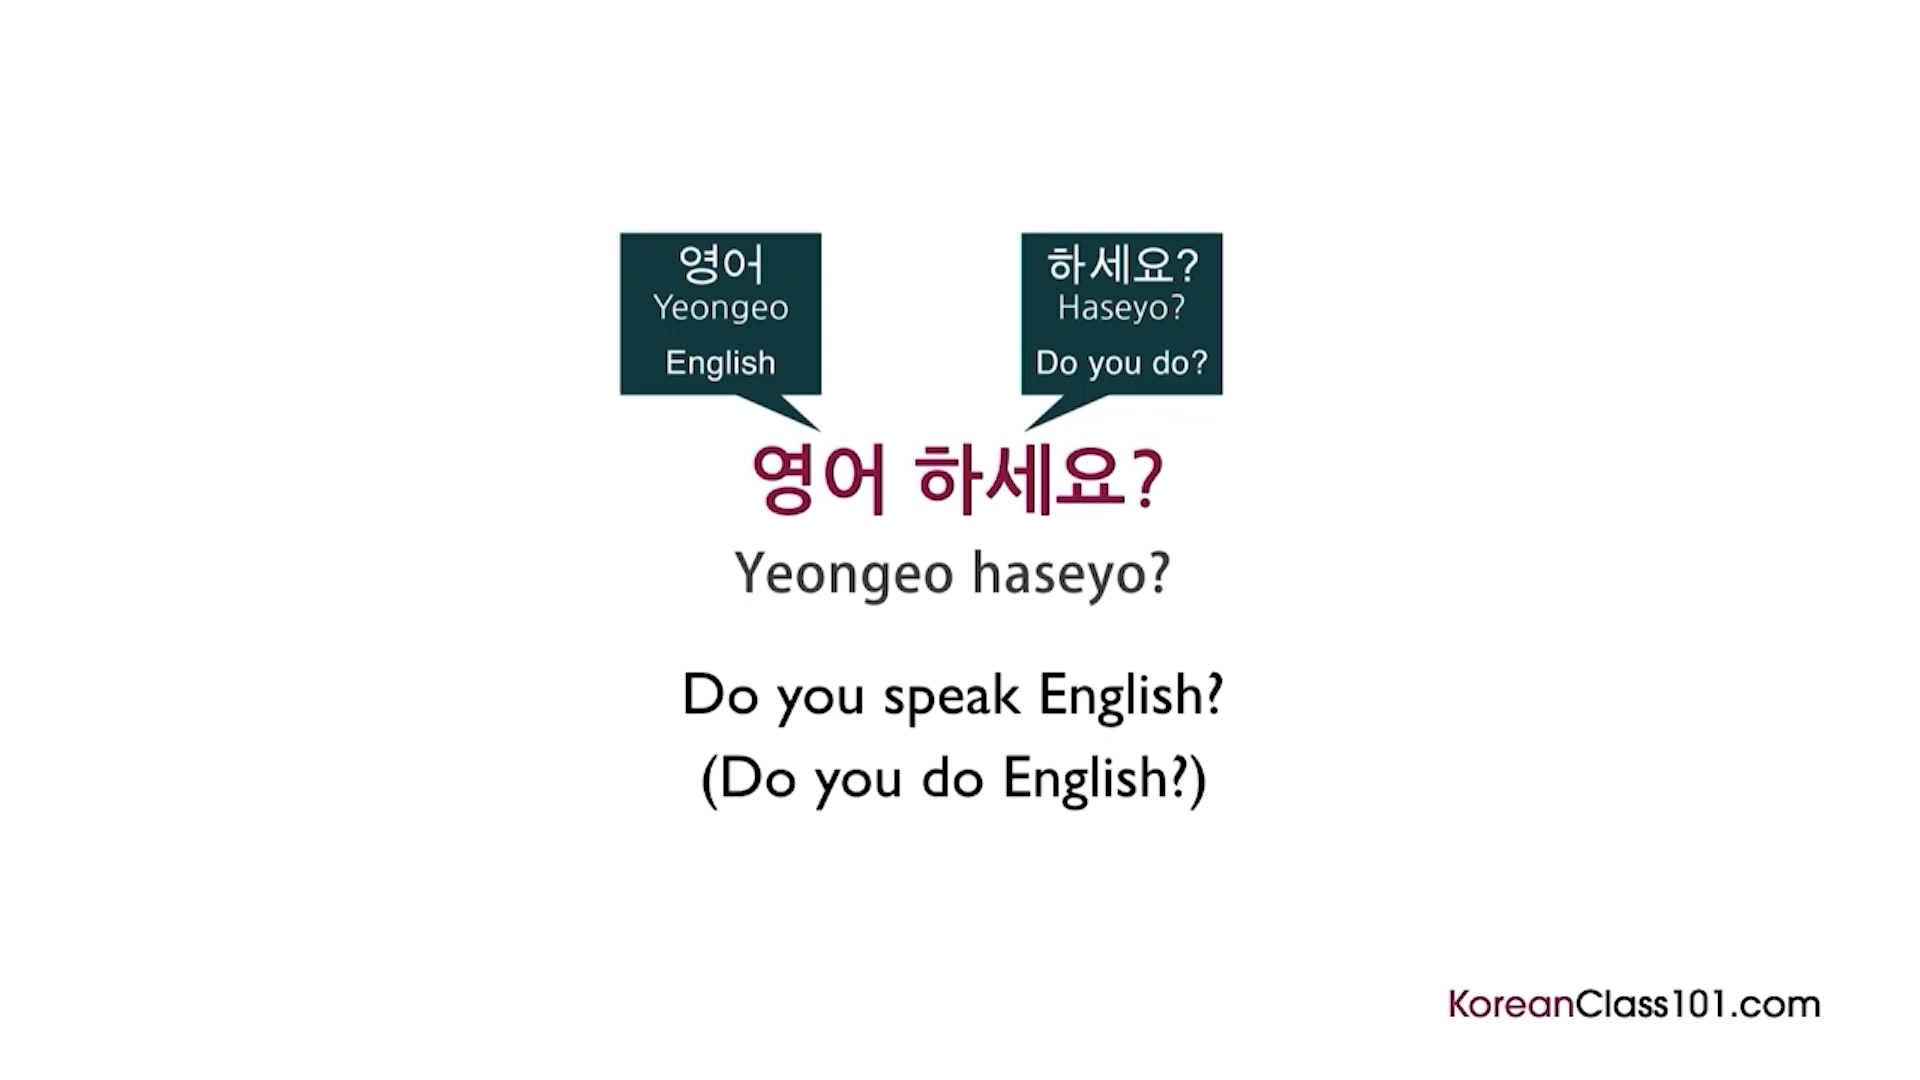 영어
Yeongeo
English
하세요?
Haseyo?
Do you do?
영어 하세요?
Yeongeo haseyo?
Do you speak English?
(Do you do English?)
KoreanClass101.com